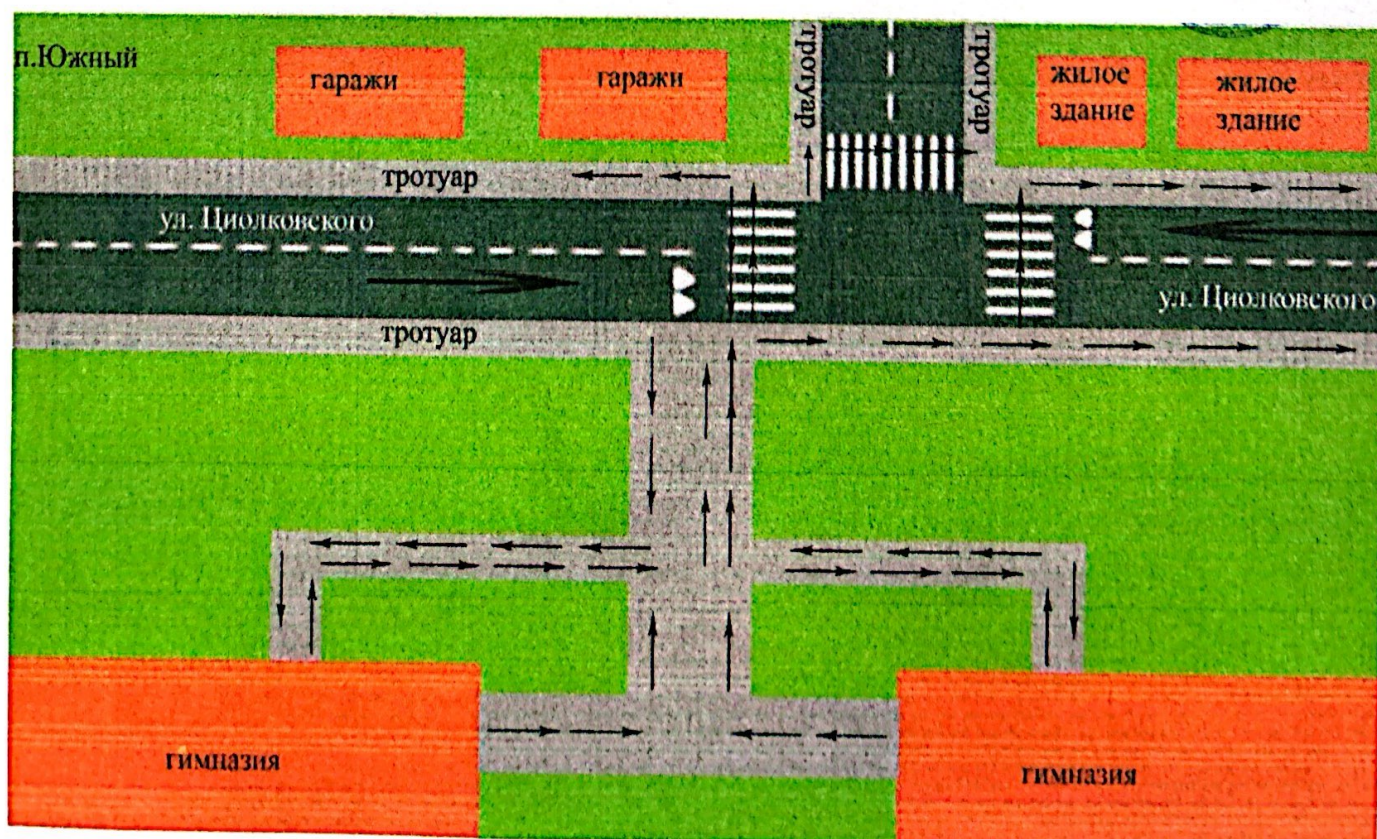 п.Южный
гаражи
гаражи
тротуар
тротуар
жилое
здание
жилое
здание
тротуар
ул. Циолковского
ул. Циолковского
тротуар
гимназия
гимназия